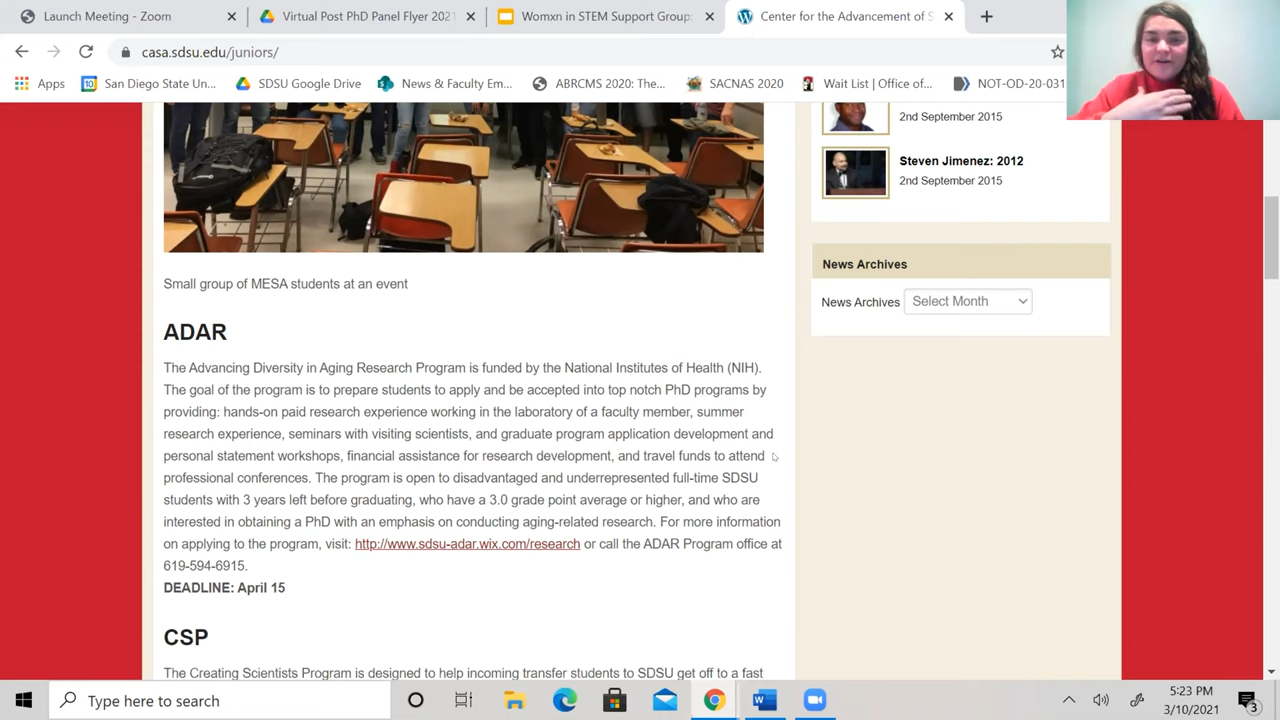 Launch Meeting - Zoom
Virtual Post PhD Panel Flyer 2021
Womxn in STEM Support Group:
Center for the Advancement of S
casa.sdsu.edu/juniors/
Apps
San Diego State Un...
SDSU Google Drive
News & Faculty Em...
ABRCMS 2020: The...
SACNAS 2020
Wait List | Office of...
NOT-OD-20-031
2nd September 2015
Steven Jimenez: 2012
2nd September 2015
News Archives
News Archives Select Month
Small group of MESA students at an event
ADAR
The Advancing Diversity in Aging Research Program is funded by the National Institutes of Health (NIH).
The goal of the program is to prepare students to apply and be accepted into top notch PhD programs by
providing: hands-on paid research experience working in the laboratory of a faculty member, summer
research experience, seminars with visiting scientists, and graduate program application development and
personal statement workshops, financial assistance for research development, and travel funds to attend
professional conferences. The program is open to disadvantaged and underrepresented full-time SDSU
students with 3 years left before graduating, who have a 3.0 grade point average or higher, and who are
interested in obtaining a PhD with an emphasis on conducting aging-related research. For more information
on applying to the program, visit: http://www.sdsu-adar.wix.com/research or call the ADAR Program office at
619-594-6915.
DEADLINE: April 15
CSP
The Creating Scientists Program is designed to help incoming transfer students to SDSU get off to a fast
Type here to search
5:23 PM
3/10/2021
3